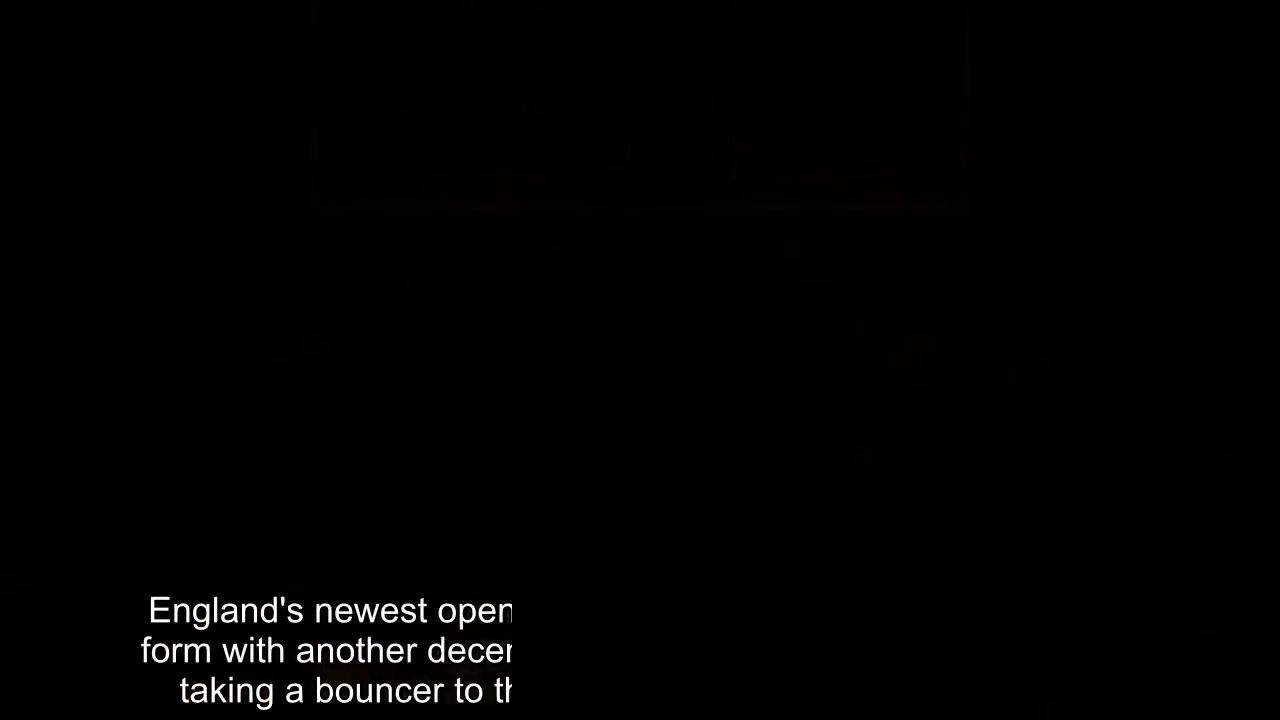 England's newest open
form with another decen
taking a bouncer to th